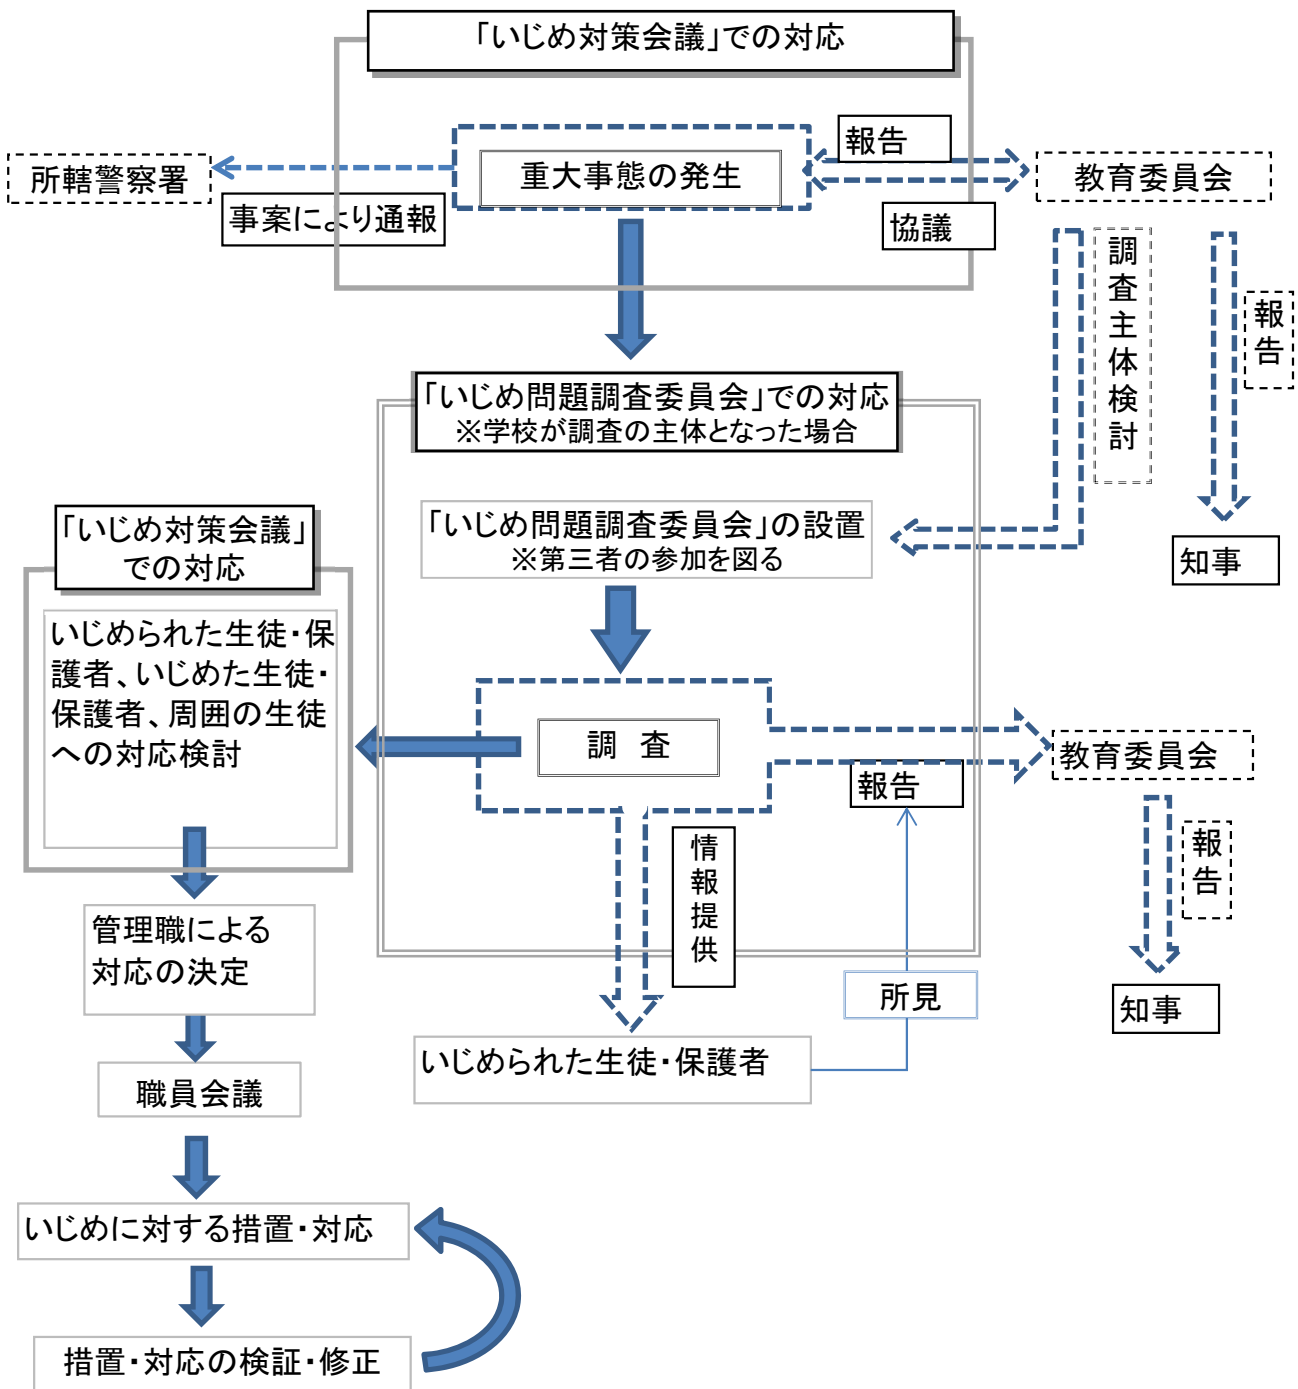 「いじめ対策会議」での対応
報告
重大事態の発生
所轄警察署
教育委員会
事案により通報
協議
調査主体検討
報告
「いじめ問題調査委員会」での対応
※学校が調査の主体となった場合
「いじめ問題調査委員会」の設置
※第三者の参加を図る
知事
「いじめ対策会議」
での対応
いじめられた生徒・保
護者、いじめた生徒・
保護者、周囲の生徒
への対応検討
調 査
教育委員会
報告
情報提供
報告
管理職による
対応の決定
所見
知事
いじめられた生徒・保護者
職員会議
いじめに対する措置・対応
措置・対応の検証・修正